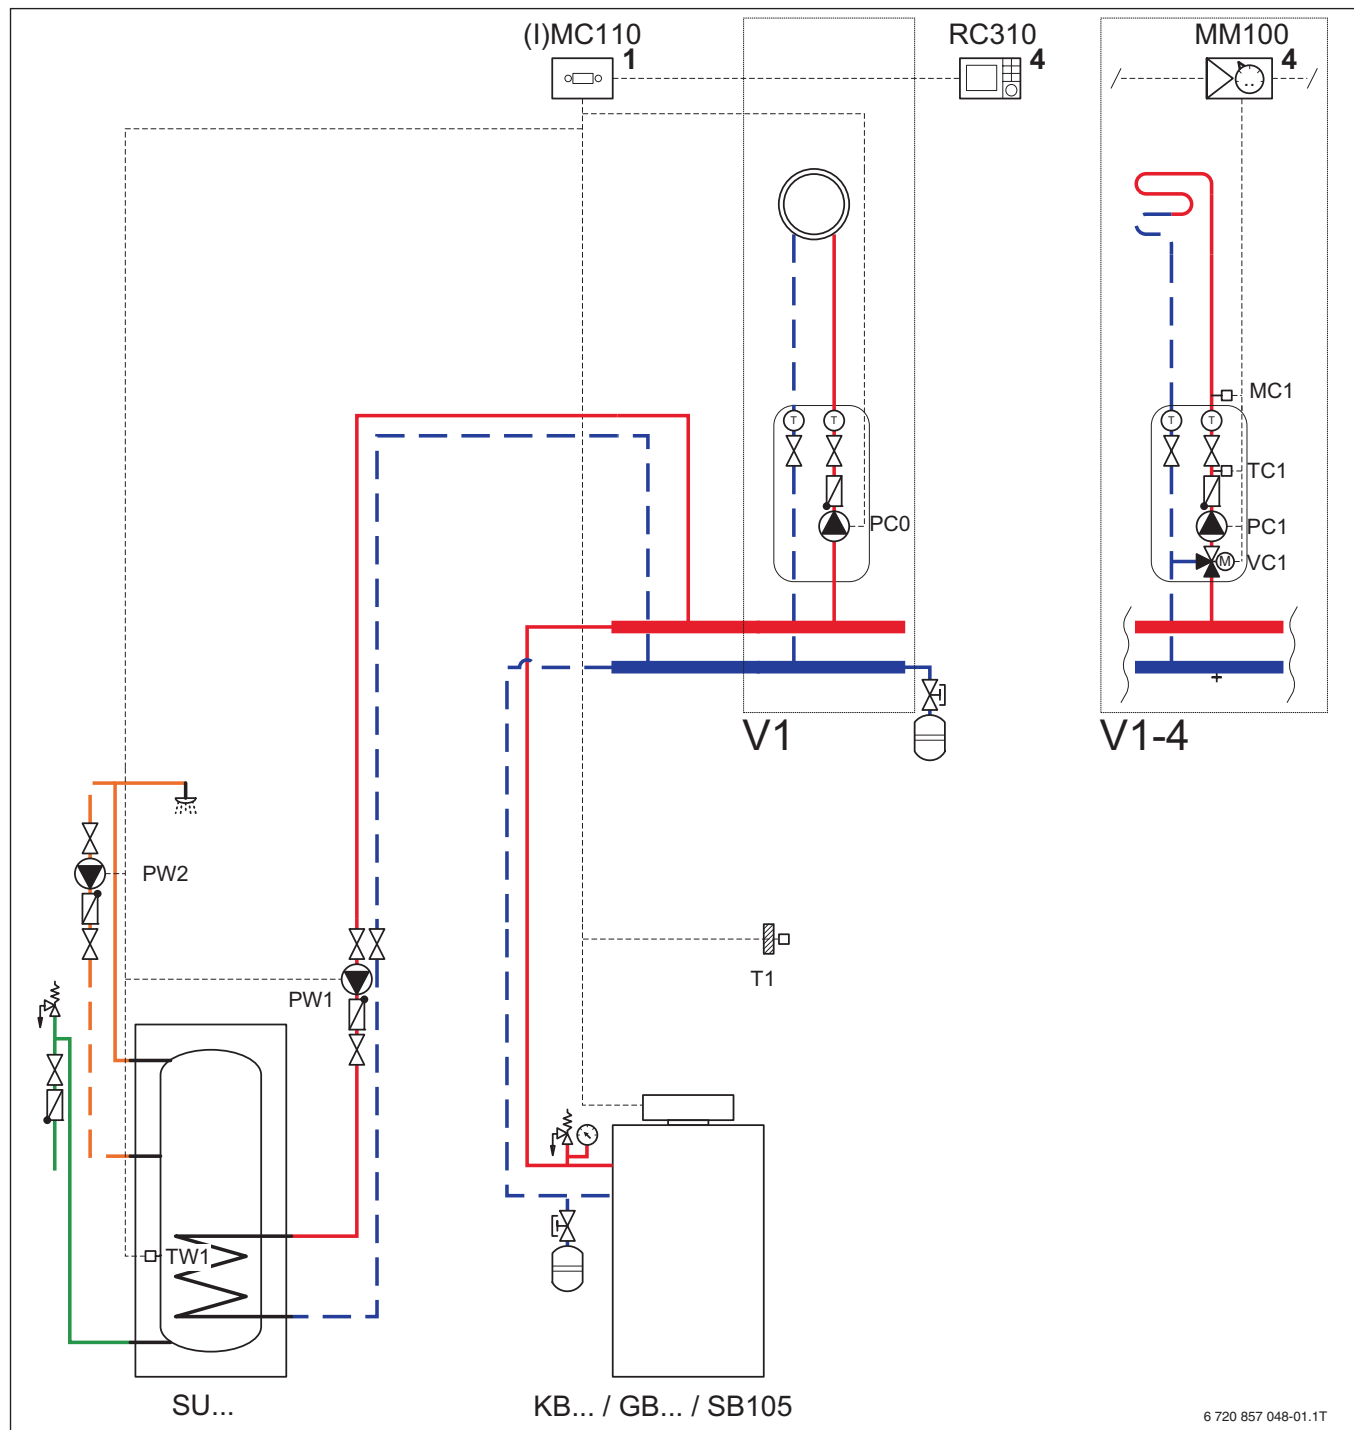 (I)MC110
1
RC310
4
MM100
4
MC1
T
T
T
T
TC1
PC0
PC1
M
VC1
V1
V1-4
PW2
T1
PW1
TW1
SU...
KB... / GB... / SB105
6 720 857 048-01.1T